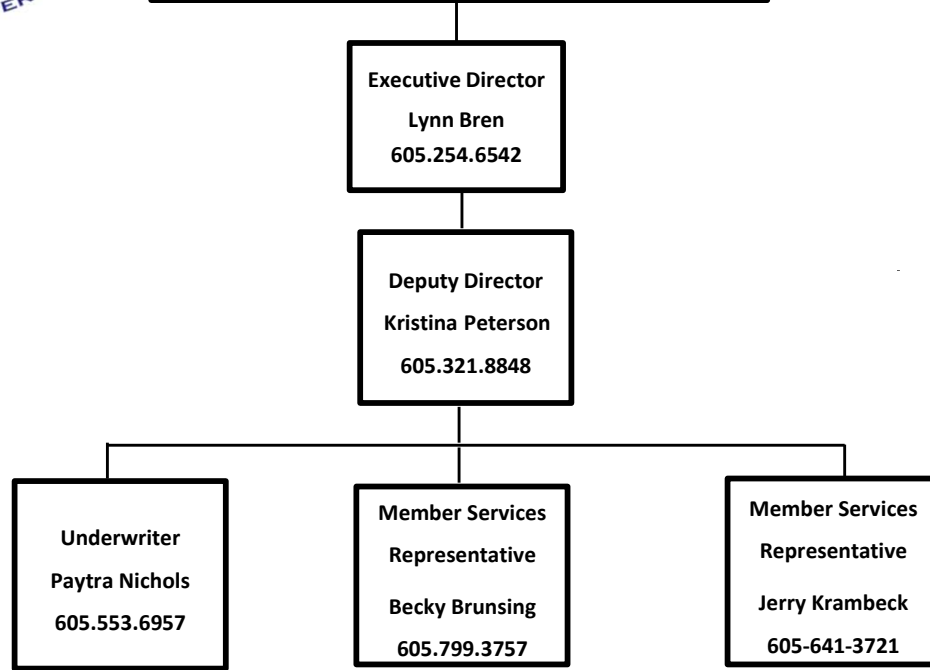 Executive Director
Lynn Bren
605.254.6542
Deputy Director
Kristina Peterson
605.321.8848
Underwriter
Paytra Nichols
605.553.6957
Member Services
Representative
Becky Brunsing
605.799.3757
Member Services
Representative
Jerry Krambeck
605-641-3721